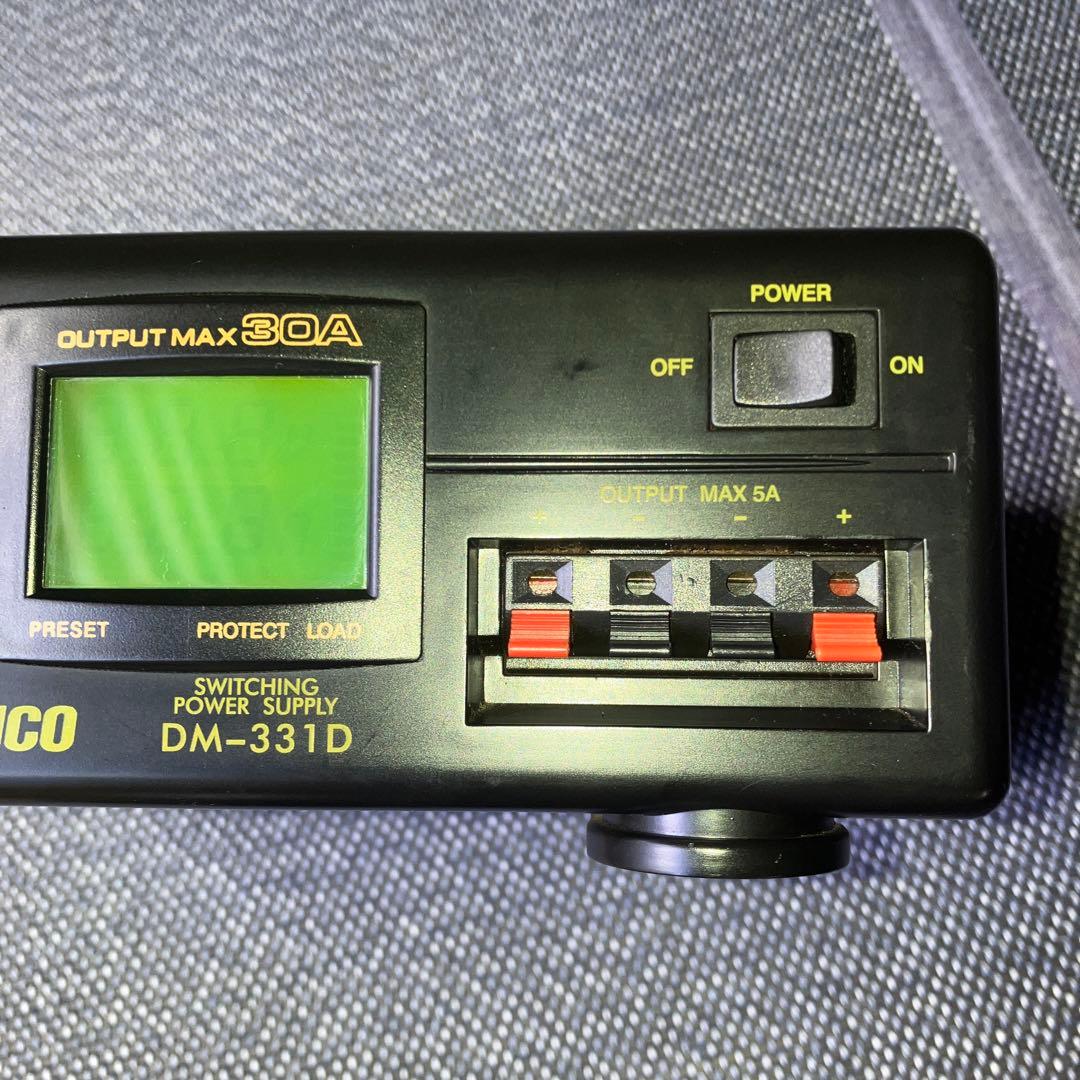 OUTPUT MAX 30A
POWER
OFF
ON
OUTPUT MAX 5A
+ - - +
PRESET PROTECT LOAD
SWITCHING
POWER SUPPLY
DM-331D
ICO